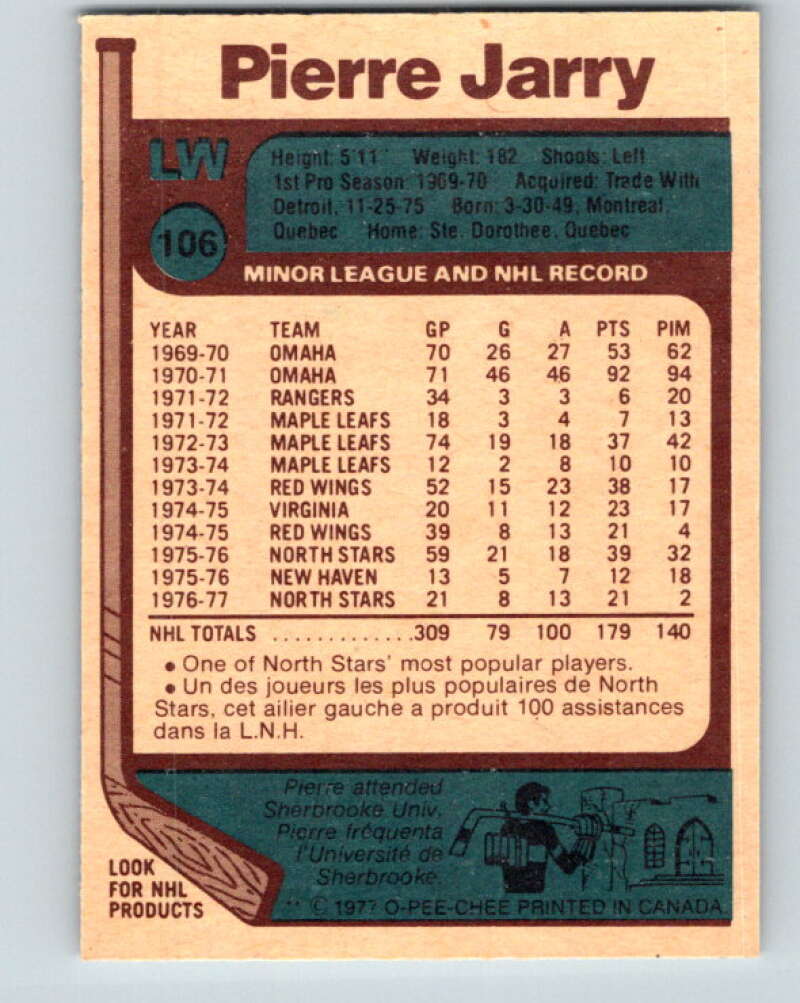 Pierre Jarry
LW
106
Height: 5'11 Weight: 182 Shoots: Left
1st Pro Season: 1969-70 Acquired: Trade With
Detroit, 11-25-75 Born: 3-30-49, Montreal,
Quebec Home: Ste. Dorothee, Quebec
MINOR LEAGUE AND NHL RECORD
YEAR TEAM GP G A PTS PIM
1969-70 OMAHA 70 26 27 53 62
1970-71 OMAHA 71 46 46 92 94
1971-72 RANGERS 34 3 3 6 20
1971-72 MAPLE LEAFS 18 3 4 7 13
1972-73 MAPLE LEAFS 74 19 18 37 42
1973-74 MAPLE LEAFS 12 2 8 10 10
1973-74 RED WINGS 52 15 23 38 17
1974-75 VIRGINIA 20 11 12 23 17
1974-75 RED WINGS 39 8 13 21 4
1975-76 NORTH STARS 59 21 18 39 32
1975-76 NEW HAVEN 13 5 7 12 18
1976-77 NORTH STARS 21 8 13 21 2
NHL TOTALS .............309 79 100 179 140
• One of North Stars' most popular players.
• Un des joueurs les plus populaires de North
Stars, cet ailier gauche a produit 100 assistances
dans la L.N.H.
Pierre attended
Sherbrooke Univ.
Pierre fréquenta
l'Université de
Sherbrooke.
LOOK
FOR NHL
PRODUCTS
** © 1977 O-PEE-CHEE PRINTED IN CANADA